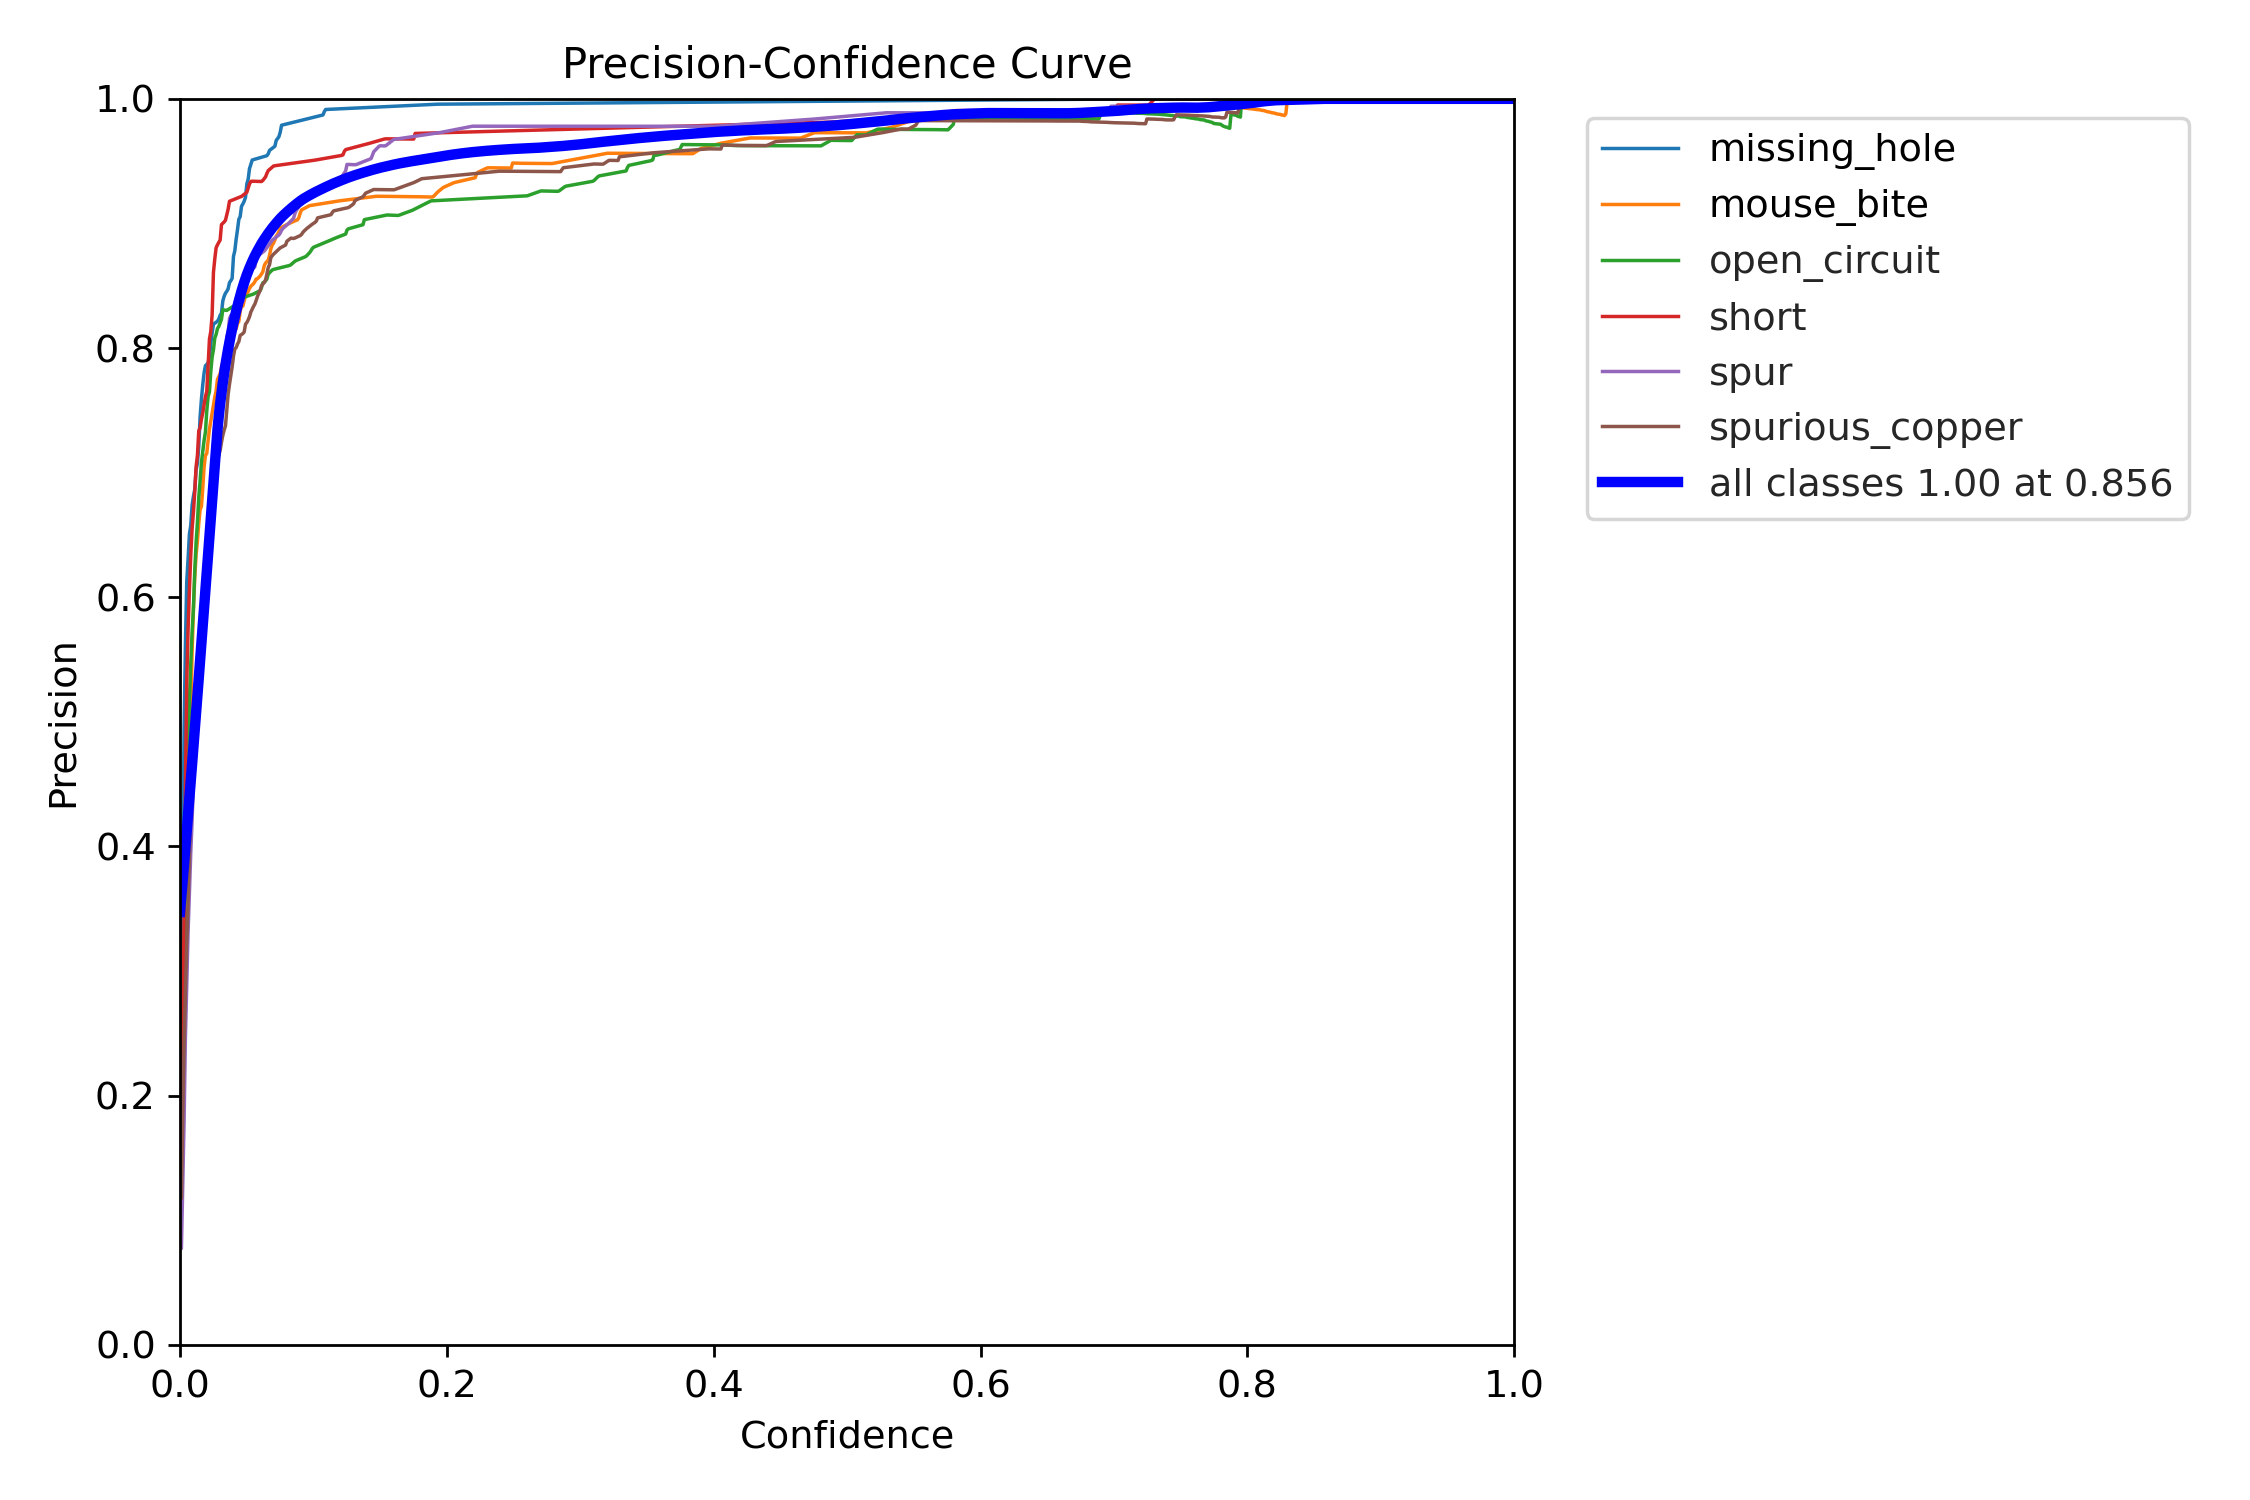 Precision-Confidence Curve
1.0
0.8
0.6
0.4
0.2
0.0
Precision
0.0 0.2 0.4 0.6 0.8 1.0
Confidence
missing_hole
mouse_bite
open_circuit
short
spur
spurious_copper
all classes 1.00 at 0.856